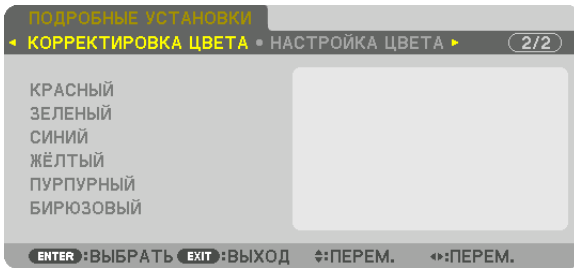 ПОДРОБНЫЕ УСТАНОВКИ
КОРРЕКТИРОВКА ЦВЕТА • НАСТРОЙКА ЦВЕТА 2/2
КРАСНЫЙ
ЗЕЛЕНЫЙ
СИНИЙ
ЖЁЛТЫЙ
ПУРПУРНЫЙ
БИРЮЗОВЫЙ
ENTER :ВЫБРАТЬ EXIT :ВЫХОД :ПЕРЕМ. :ПЕРЕМ.